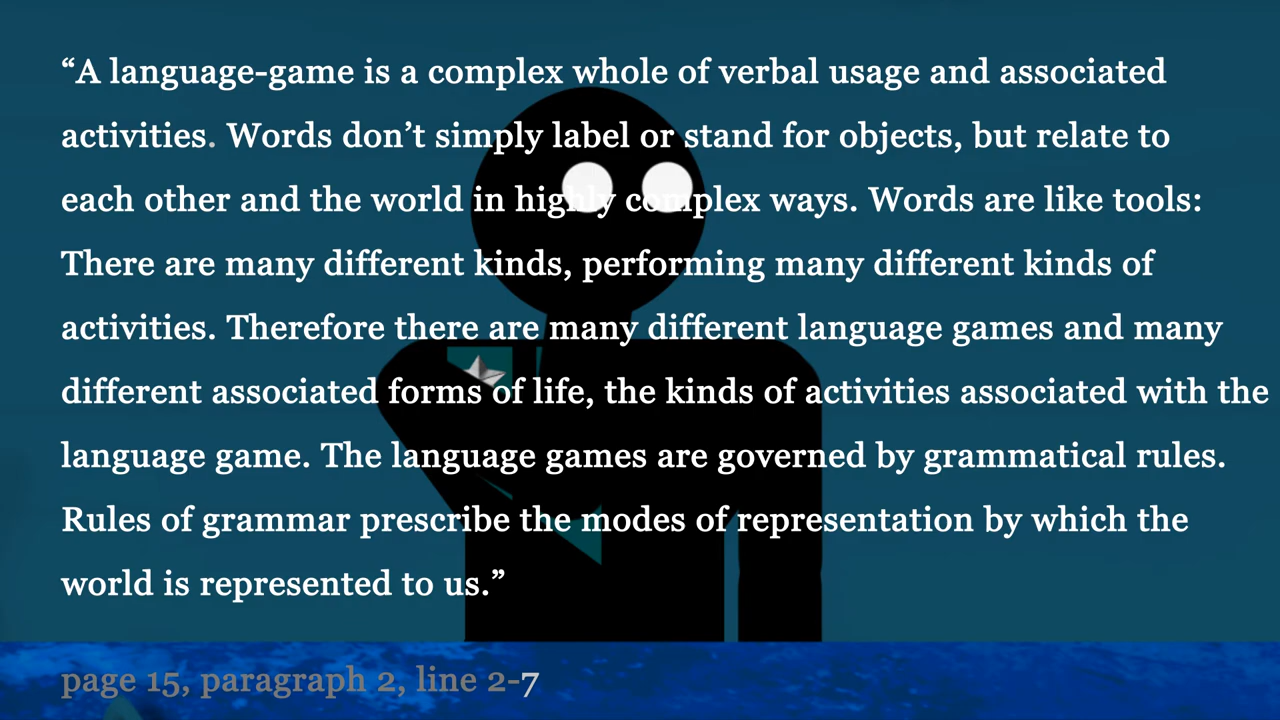 “A language-game is a complex whole of verbal usage and associated
activities. Words don’t simply label or stand for objects, but relate to
each other and the world in highly complex ways. Words are like tools:
There are many different kinds, performing many different kinds of
activities. Therefore there are many different language games and many
different associated forms of life, the kinds of activities associated with the
language game. The language games are governed by grammatical rules.
Rules of grammar prescribe the modes of representation by which the
world is represented to us.”
page 15, paragraph 2, line 2-7